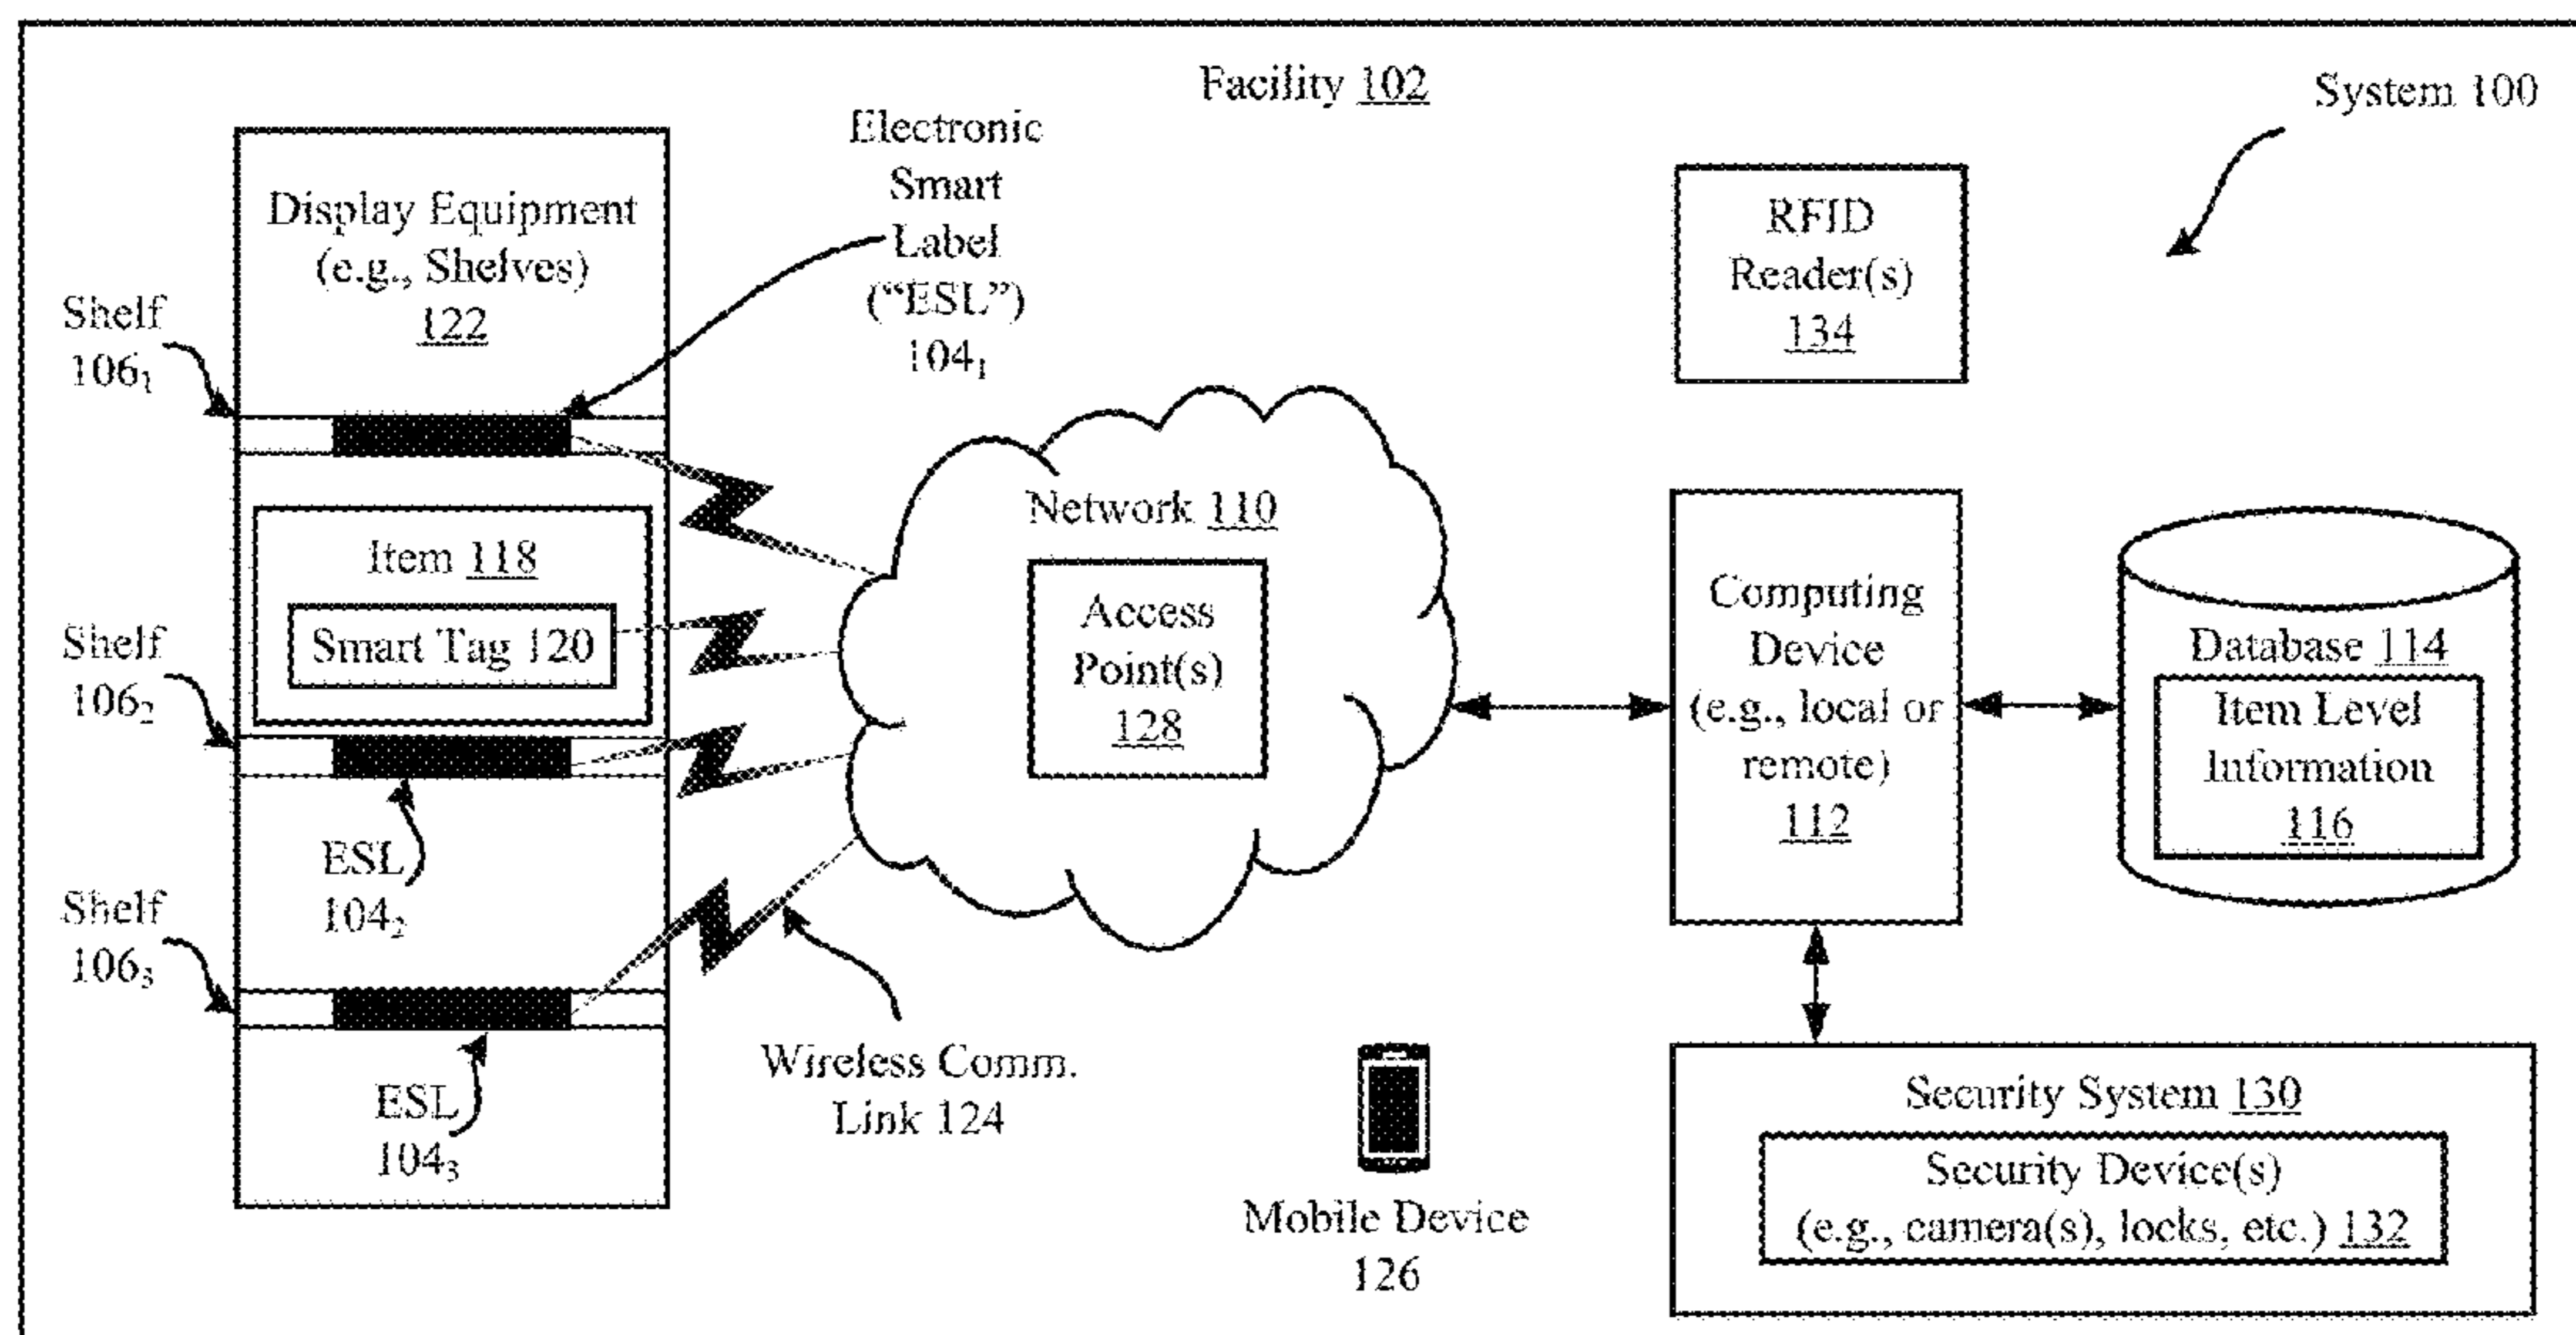 Facility 102
System 100
Display Equipment
(e.g., Shelves)
122
Electronic
Smart
Label
(“ESL”)
104₁
Shelf
106₁
RFID
Reader(s)
134
Item 118
Smart Tag 120
Shelf
106₂
ESL
104₂
Shelf
106₃
ESL
104₃
Network 110
Access
Point(s)
128
Wireless Comm.
Link 124
Computing
Device
(e.g., local or
remote)
112
Database 114
Item Level
Information
116
Mobile Device
126
Security System 130
Security Device(s)
(e.g., camera(s), locks, etc.) 132